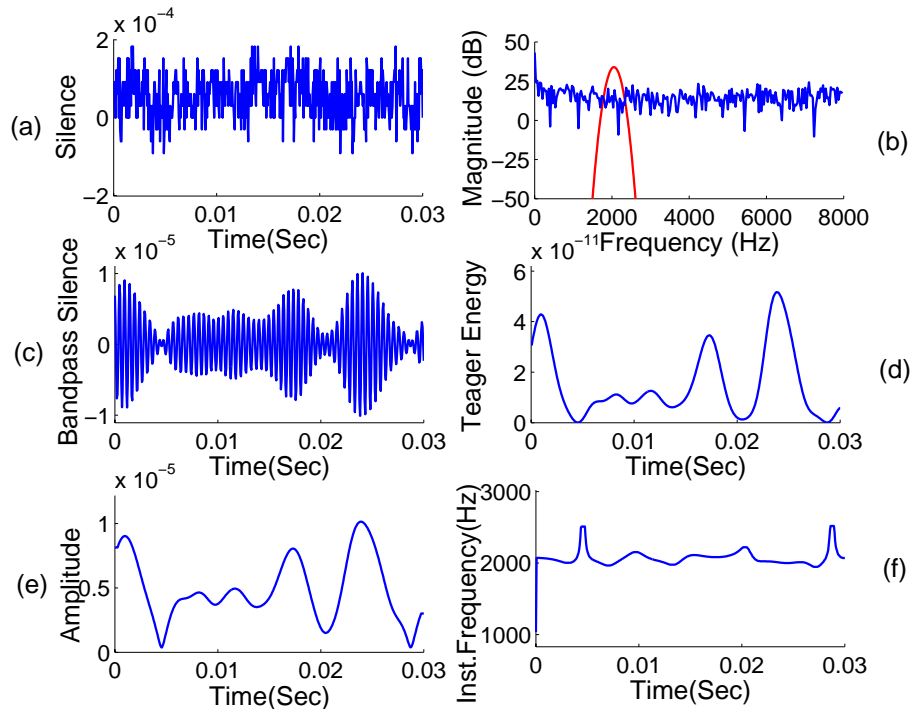 (a)
x 10−4
Silence
2
0
−2
0 0.01 0.02 0.03
Time(Sec)
(b)
Magnitude (dB)
50
25
0
−25
−50
0 2000 4000 6000 8000
Frequency (Hz)
(c)
x 10−5
Bandpass Silence
1
0
−1
0 0.01 0.02 0.03
Time(Sec)
(d)
x 10−11
Teager Energy
6
4
2
0
0 0.01 0.02 0.03
Time(Sec)
(e)
x 10−5
Amplitude
1
0.5
0
0 0.01 0.02 0.03
Time(Sec)
(f)
Inst.Frequency(Hz)
3000
2000
1000
0 0.01 0.02 0.03
Time(Sec)